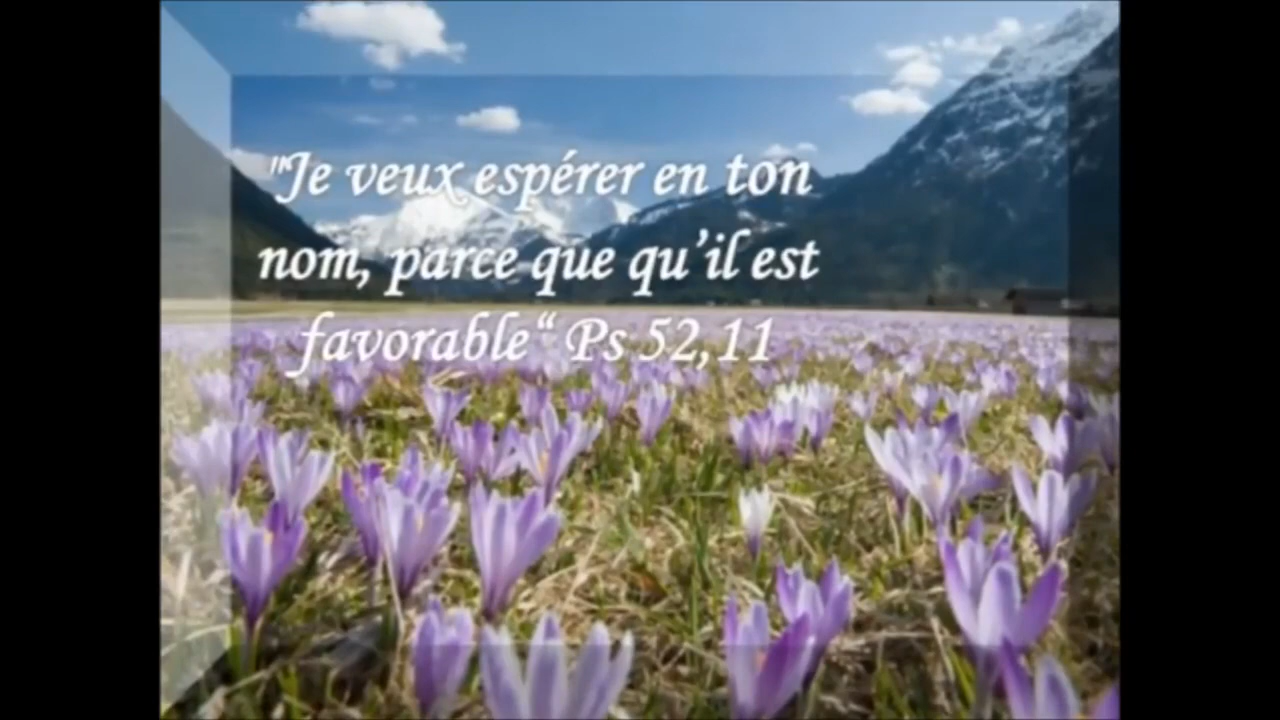 "Je veux espérer en ton
nom, parce que qu’il est
favorable“ Ps 52,11